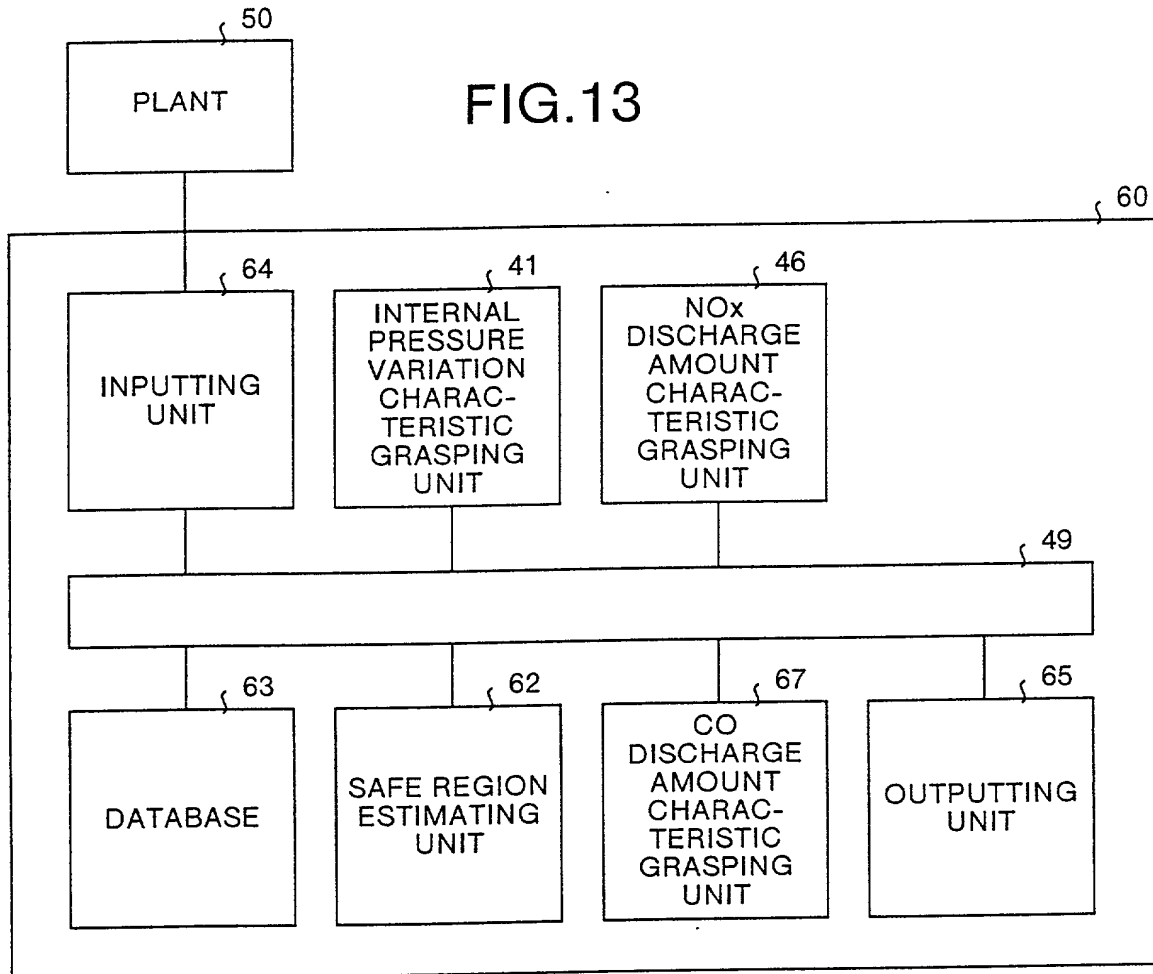 50
PLANT
FIG.13
60
64
INPUTTING
UNIT
41
INTERNAL
PRESSURE
VARIATION
CHARAC-
TERISTIC
GRASPING
UNIT
46
NOx
DISCHARGE
AMOUNT
CHARAC-
TERISTIC
GRASPING
UNIT
49
63
DATABASE
62
SAFE REGION
ESTIMATING
UNIT
67
CO
DISCHARGE
AMOUNT
CHARAC-
TERISTIC
GRASPING
UNIT
65
OUTPUTTING
UNIT